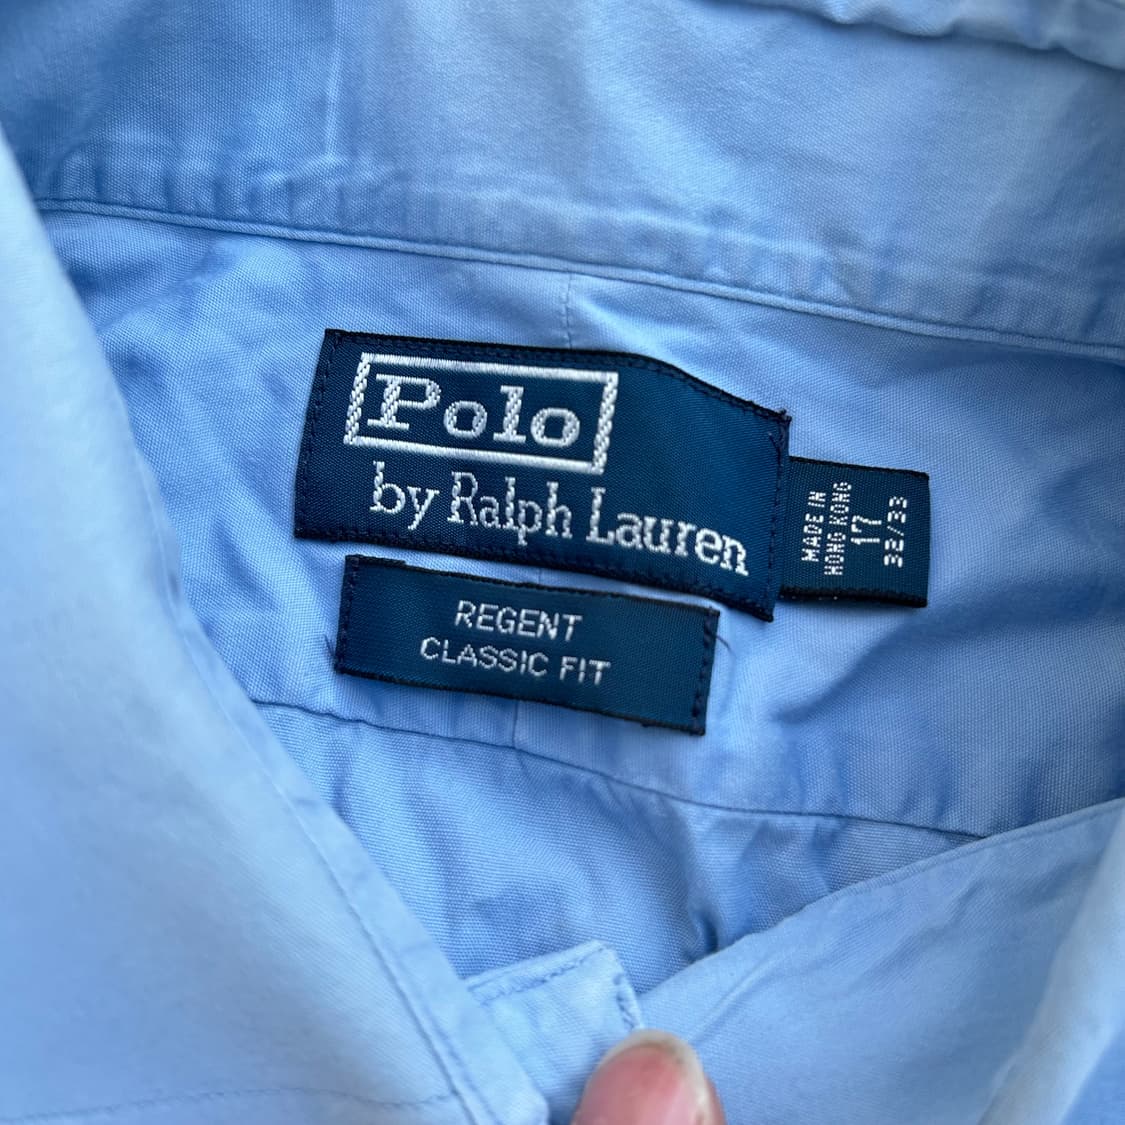 Polo
by Ralph Lauren
MADE IN
HONG KONG
17
32/33
REGENT
CLASSIC FIT